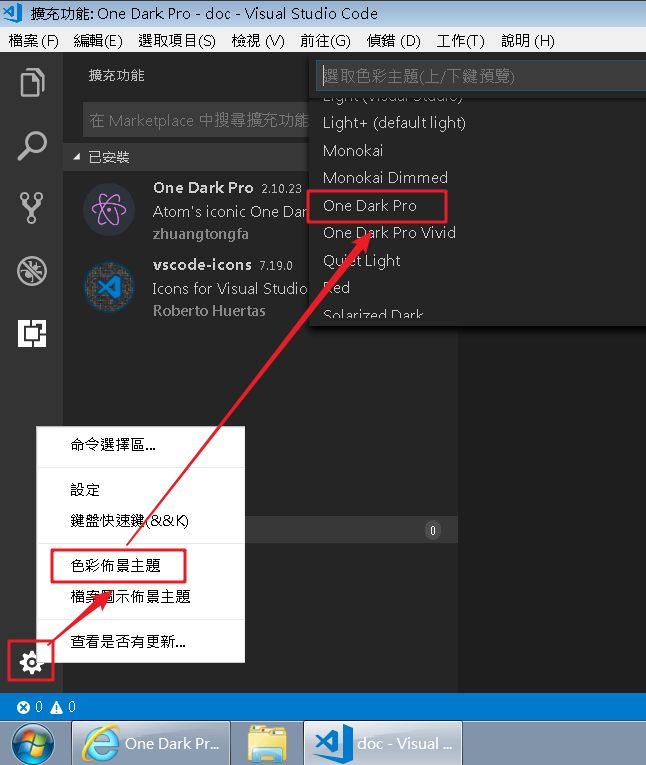 擴充功能: One Dark Pro - doc - Visual Studio Code
檔案 (F) 編輯(E) 選取項目(S) 檢視 (V) 前往(G) 偵錯 (D) 工作(T) 說明 (H)
擴充功能
在 Marketplace 中搜尋擴充功能
已安裝
One Dark Pro 2.10.23
Atom's iconic One Dar
zhuangtongfa
vscode-icons 7.19.0
Icons for Visual Studio
Roberto Huertas
選取色彩主題(上/下鍵預覽)
Light (Visual Studio)
Light+ (default light)
Monokai
Monokai Dimmed
One Dark Pro
One Dark Pro Vivid
Quiet Light
Red
Solarized Dark
命令選擇區...
設定
鍵盤快速鍵(&&K)
0
色彩佈景主題
檔案圖示佈景主題
查看是否有更新...
0 0
One Dark Pr...
doc - Visual ...